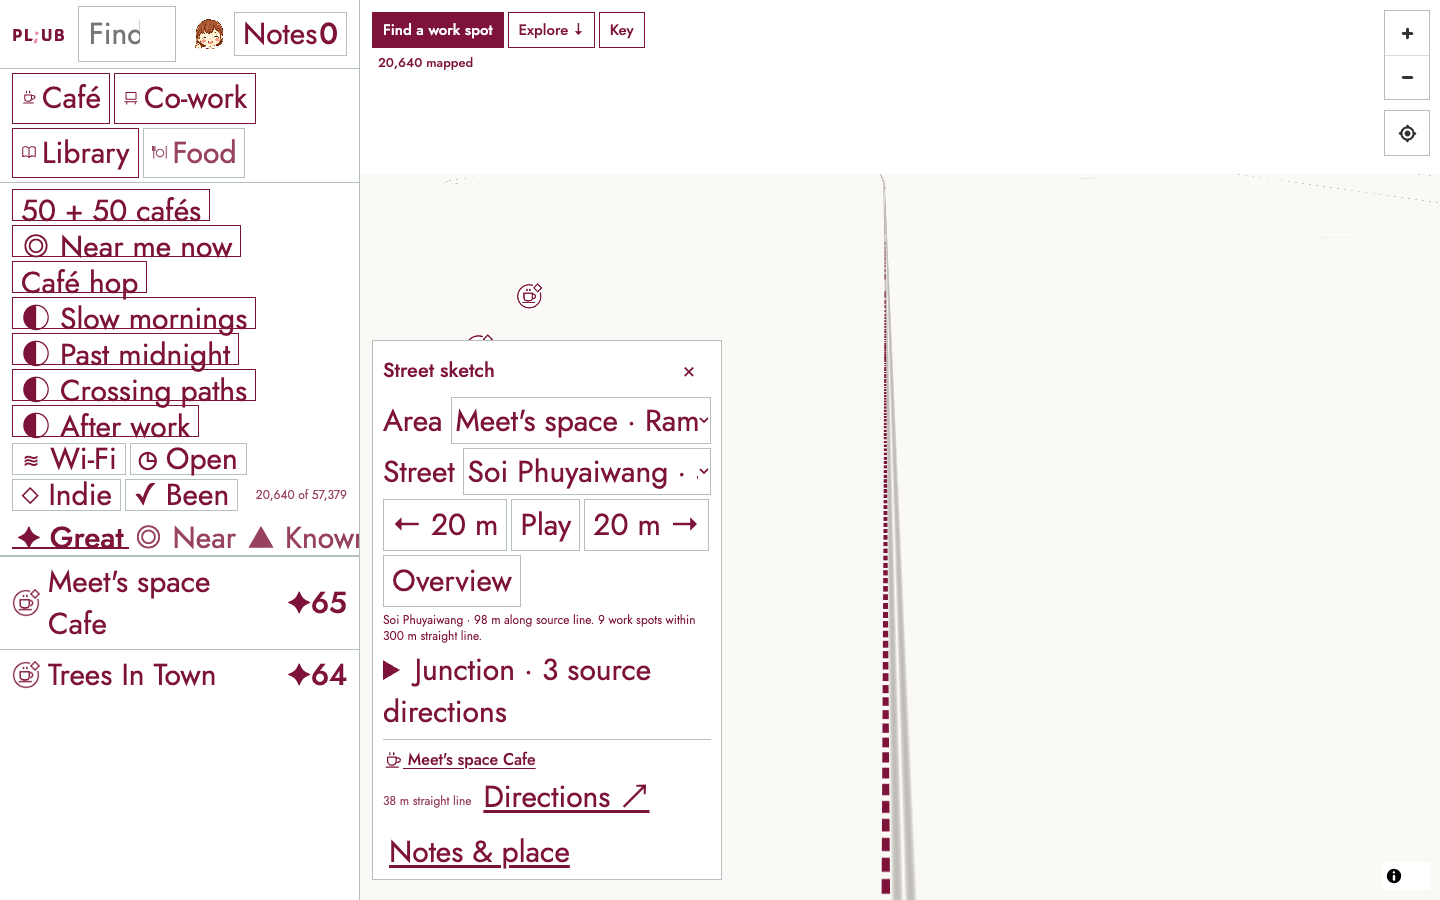 PL;UB
Find
Notes 0
Café
Co-work
Library
Food
50 + 50 cafés
Near me now
Café hop
Slow mornings
Past midnight
Crossing paths
After work
Wi-Fi
Open
Indie
Been
20,640 of 57,379
Great
Near
Known
Meet's space
Cafe
65
Trees In Town
64
Find a work spot
Explore ↓
Key
20,640 mapped
+
−
Street sketch
×
Area
Meet's space · Ram
Street
Soi Phuyaiwang ·
← 20 m
Play
20 m →
Overview
Soi Phuyaiwang · 98 m along source line. 9 work spots within
300 m straight line.
Junction · 3 source
directions
Meet's space Cafe
38 m straight line
Directions ↗
Notes & place